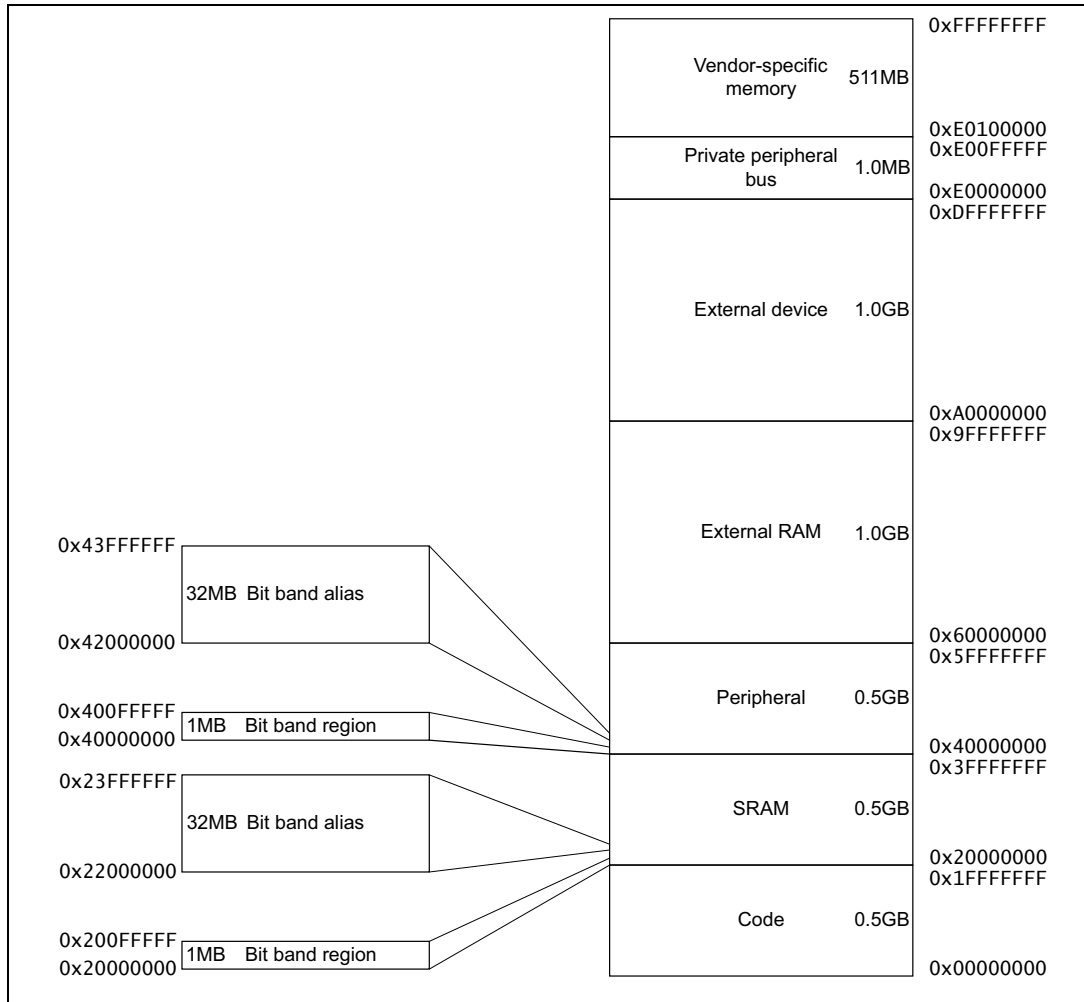 0xFFFFFFFF
Vendor-specific
memory
511MB
0xE0100000
0xE00FFFFF
Private peripheral
bus
1.0MB
0xE0000000
0xDFFFFFFF
External device
1.0GB
0xA0000000
0x9FFFFFFF
External RAM
1.0GB
0x60000000
0x5FFFFFFF
Peripheral
0.5GB
0x40000000
0x3FFFFFFF
SRAM
0.5GB
0x20000000
0x1FFFFFFF
Code
0.5GB
0x00000000
0x43FFFFFF
32MB Bit band alias
0x42000000
0x400FFFFF
1MB Bit band region
0x40000000
0x23FFFFFF
32MB Bit band alias
0x22000000
0x200FFFFF
1MB Bit band region
0x20000000